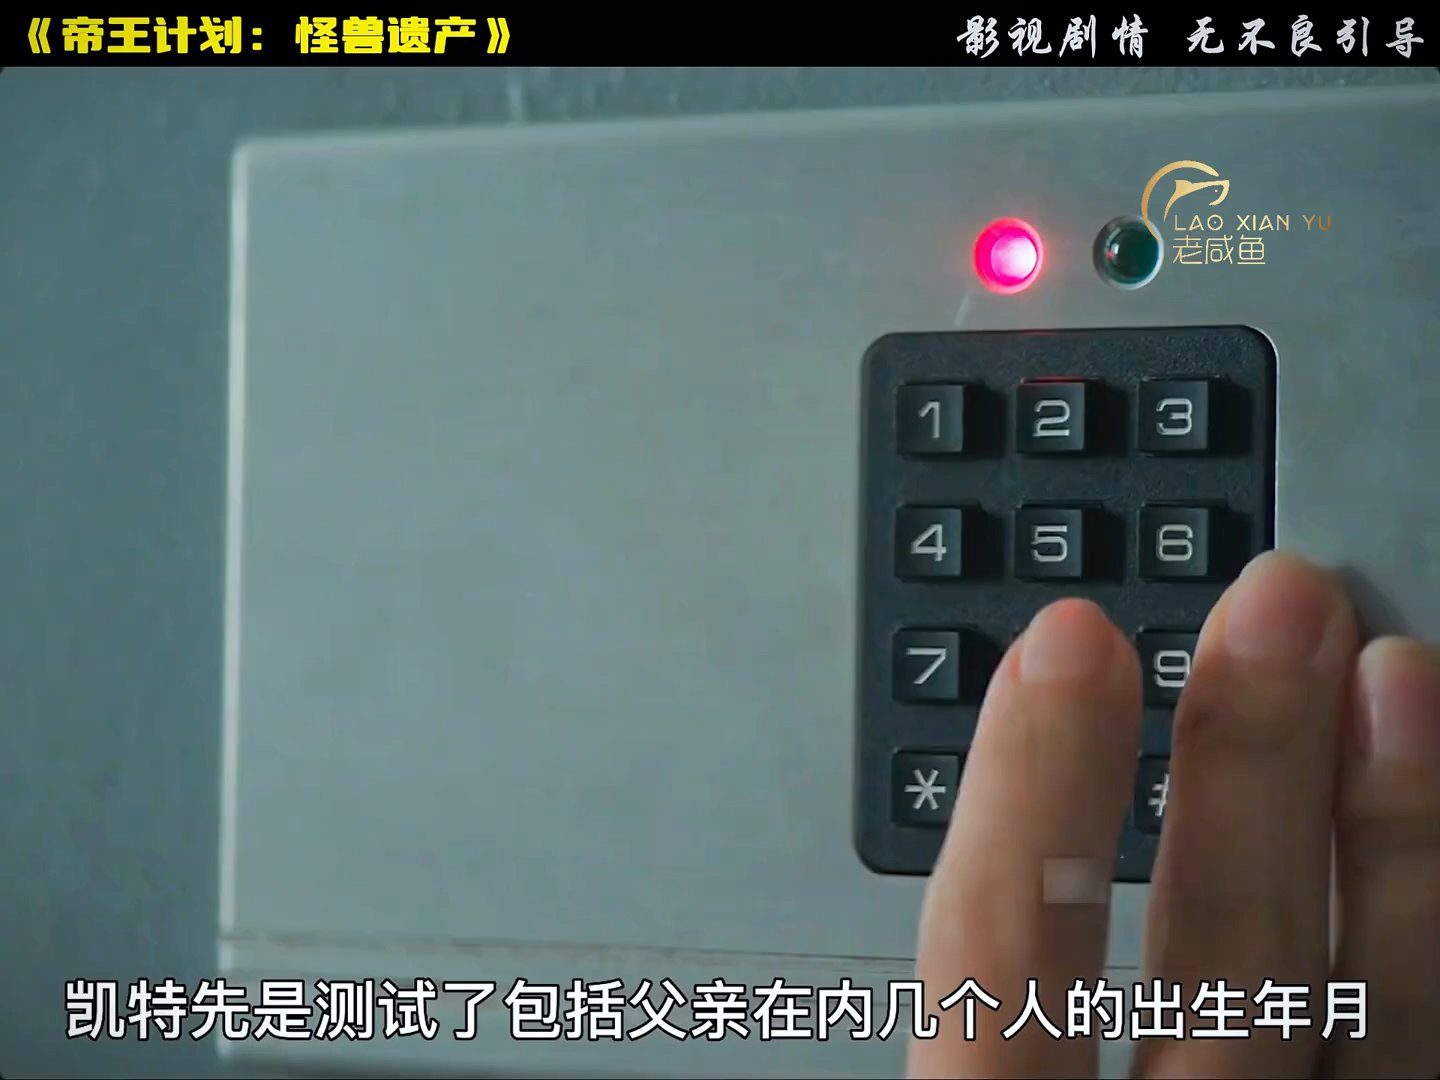 《帝王计划：怪兽遗产》
影视剧情 无不良引导
LAO XIAN YU
老咸鱼
1 2 3
4 5 6
7 9
*
凯特先是测试了包括父亲在内几个人的出生年月